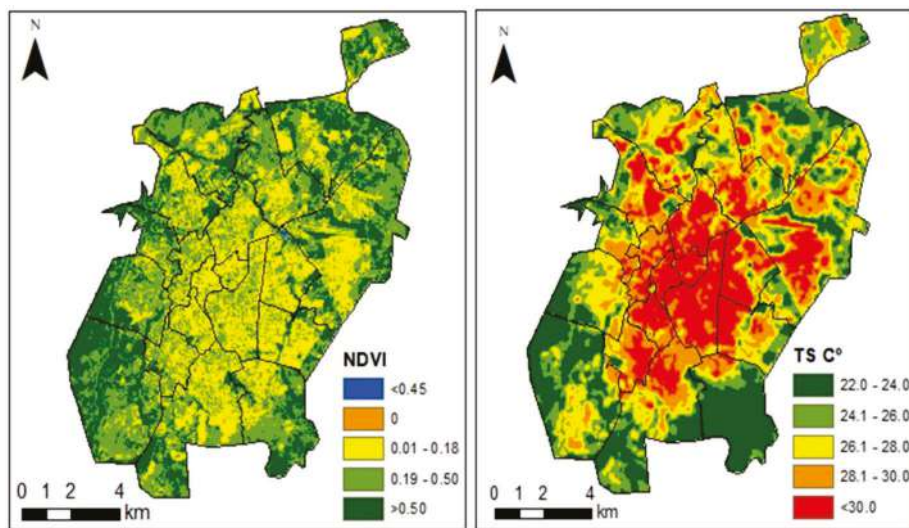 N
NDVI
<0.45
0
0.01 - 0.18
0.19 - 0.50
>0.50
0 1 2 4
km
N
TS Cº
22.0 - 24.0
24.1 - 26.0
26.1 - 28.0
28.1 - 30.0
<30.0
0 1 2 4
km